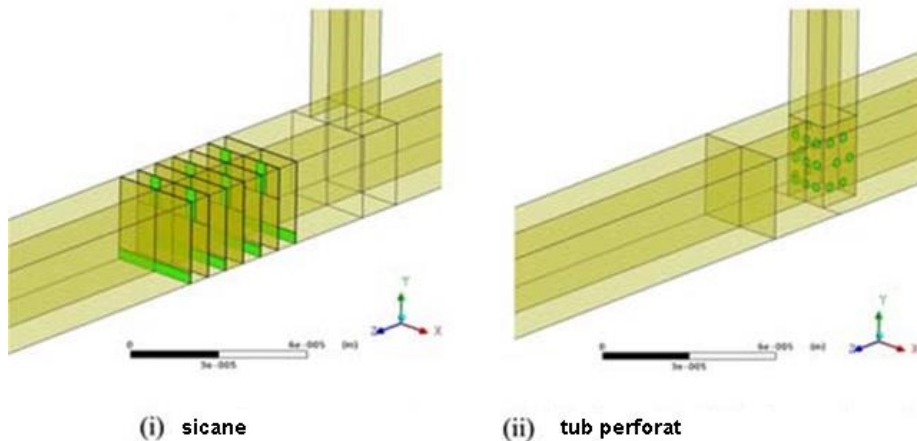 Y
Z X
0 6e-005 (m)
3e-005
Y
Z X
0 6e-005 (m)
3e-005
(i) sicane
(ii) tub perforat